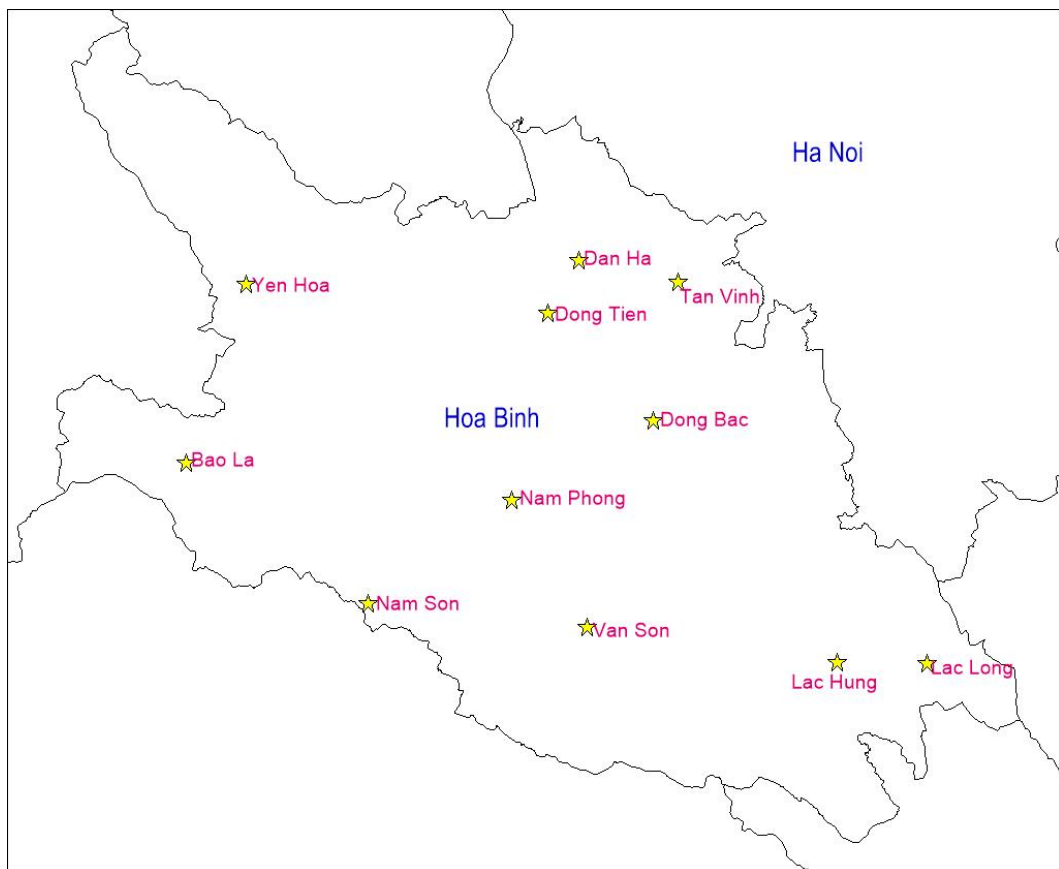 Ha Noi
Dan Ha
Yen Hoa
Tan Vinh
Dong Tien
Hoa Binh
Dong Bac
Bao La
Nam Phong
Nam Son
Van Son
Lac Long
Lac Hung